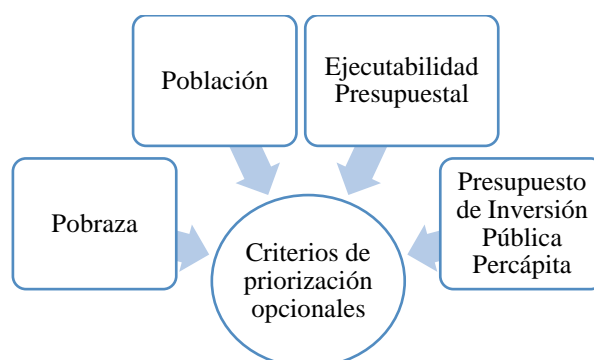 Población
Ejecutabilidad
Presupuestal
Pobraza
Presupuesto
de Inversión
Pública
Percápita
Criterios de
priorización
opcionales